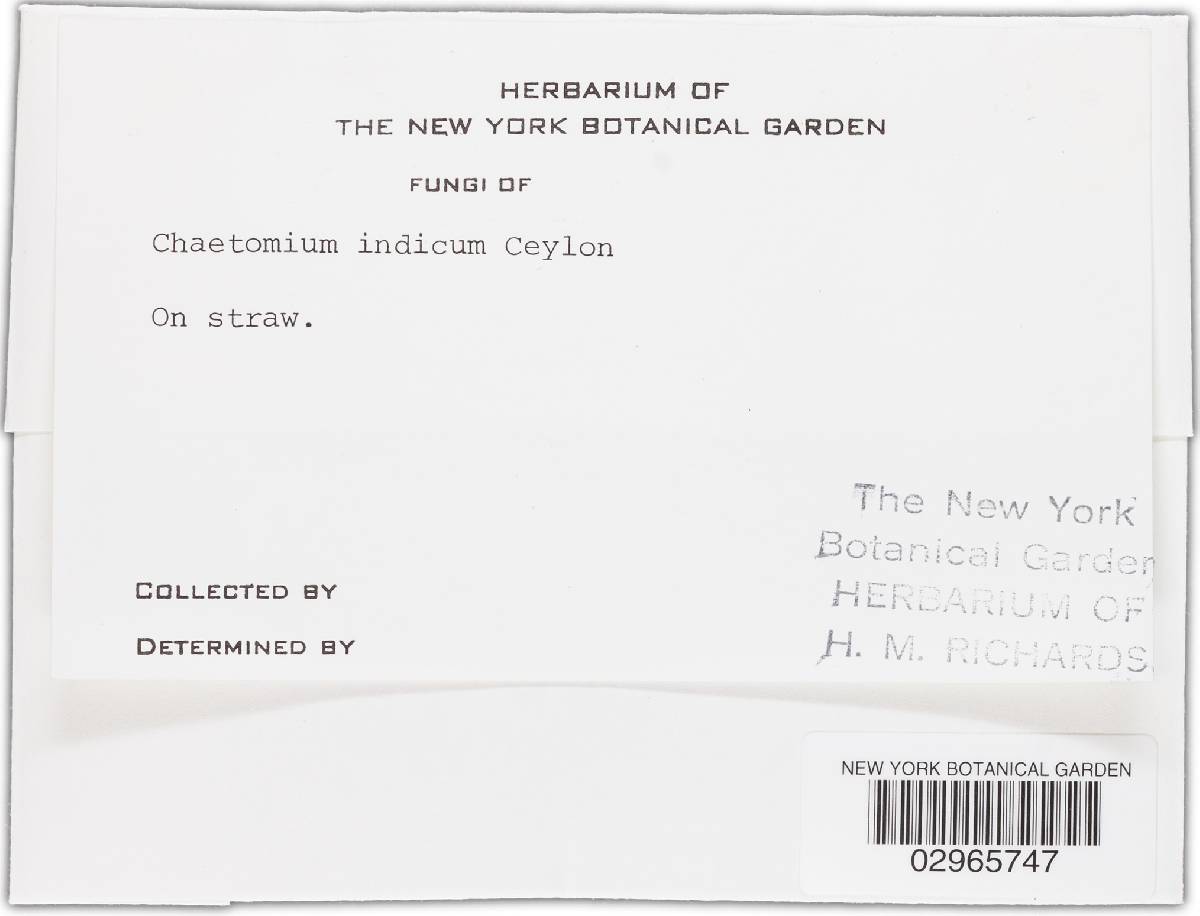 HERBARIUM OF
THE NEW YORK BOTANICAL GARDEN
FUNGI OF
Chaetomium indicum Ceylon
On straw.
COLLECTED BY
DETERMINED BY
The New York
Botanical Garden
HERBARIUM OF
H. M. RICHARDS
NEW YORK BOTANICAL GARDEN
02965747